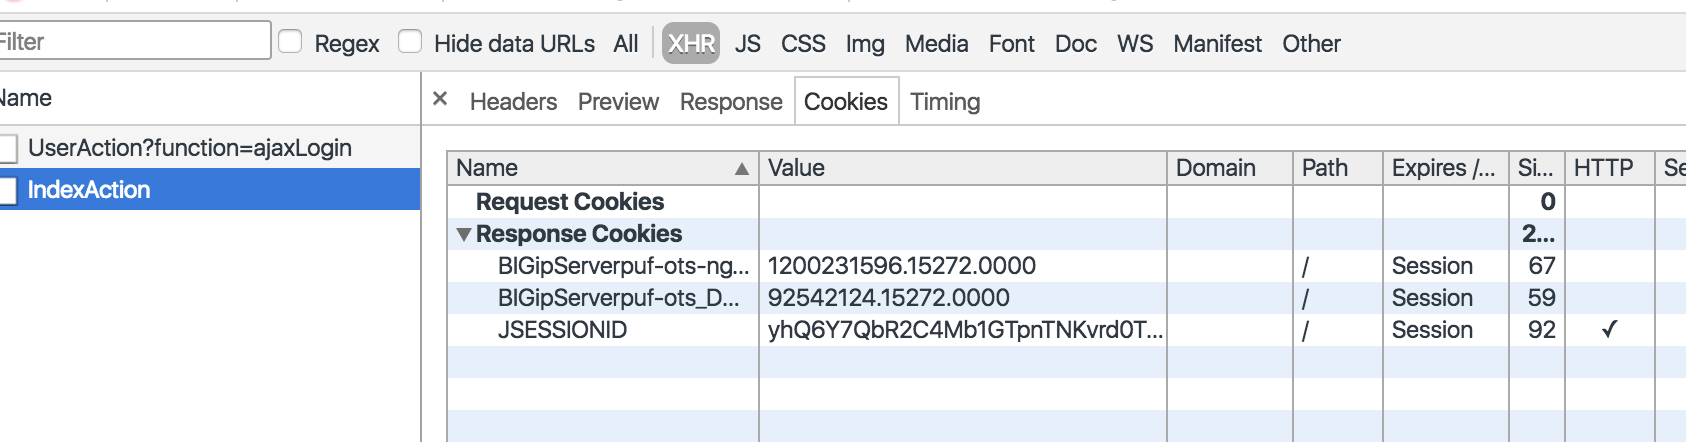 Filter Regex Hide data URLs All XHR JS CSS Img Media Font Doc WS Manifest Other
Name
× Headers Preview Response Cookies Timing
UserAction?function=ajaxLogin
IndexAction
Name ▲ Value Domain Path Expires /... Si... HTTP Se
Request Cookies 0
▼ Response Cookies 2...
BIGipServerpuf-ots-ng... 1200231596.15272.0000 / Session 67
BIGipServerpuf-ots_D... 92542124.15272.0000 / Session 59
JSESSIONID yhQ6Y7QbR2C4Mb1GTpnTNKvrd0T... / Session 92 ✓